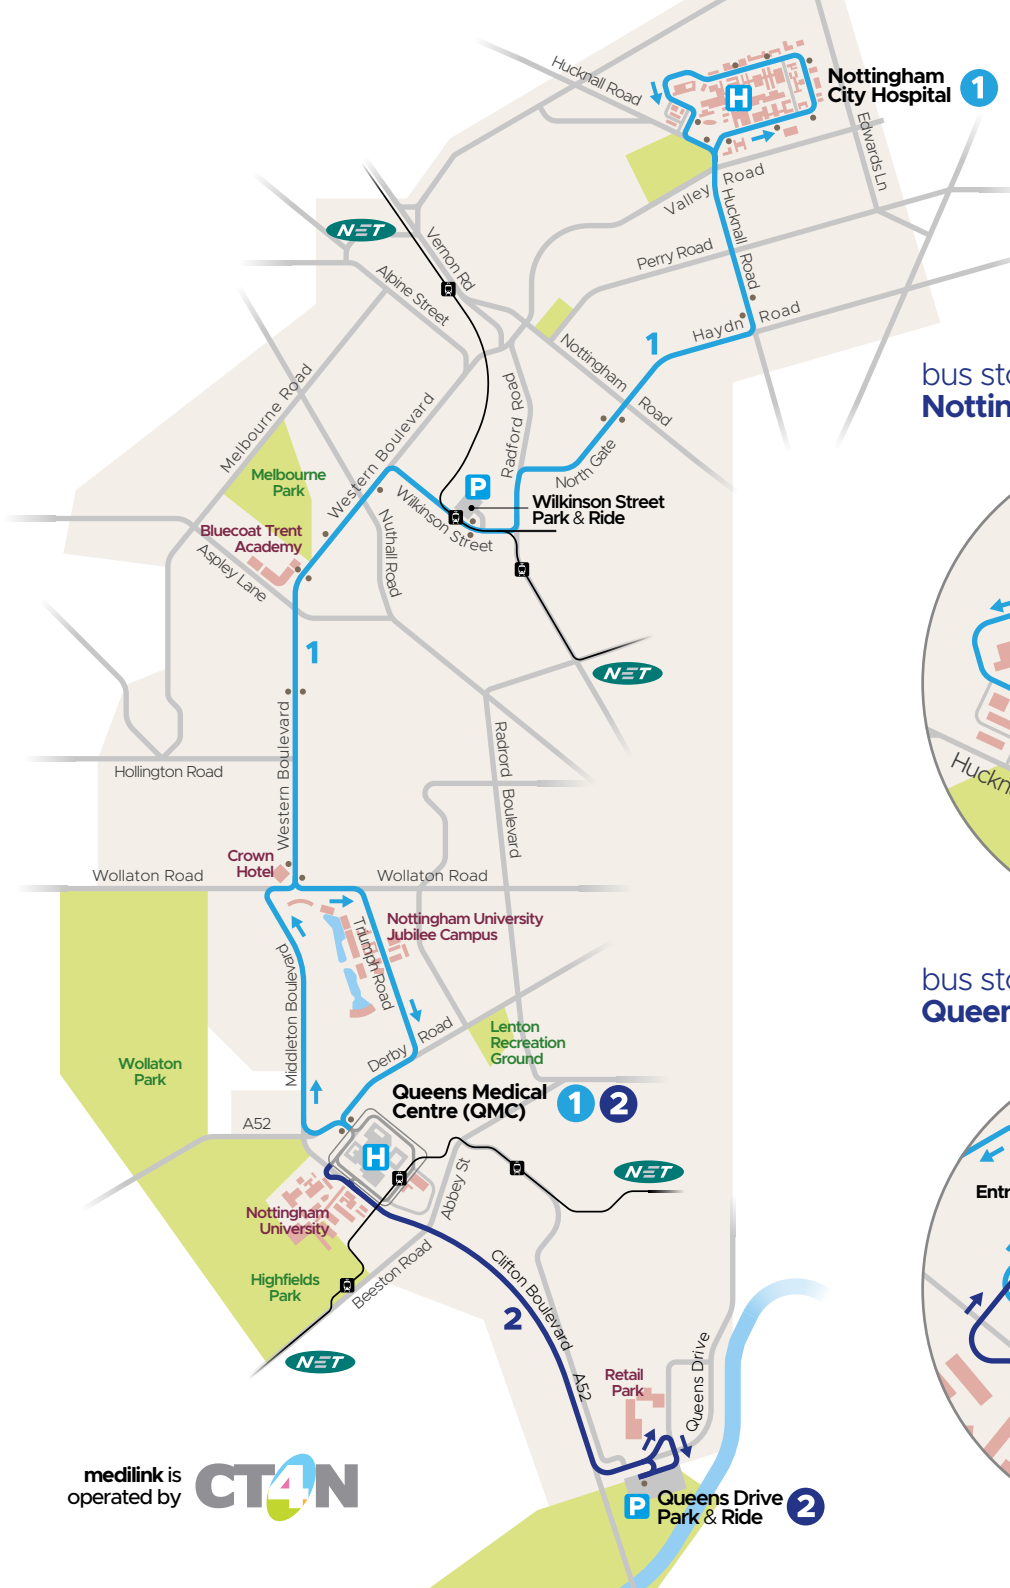 Hucknall Road
Nottingham
City Hospital
1
H
Edwards Ln
Valley Road
Hucknall Road
NET
Vernon Rd
Perry Road
Alpine Street
Haydn Road
1
Nottingham Road
bus sto
Nottin
Melbourne Road
Radford Road
Western Boulevard
North Gate
Melbourne
Park
P
Wilkinson Street
Wilkinson Street
Park & Ride
Bluecoat Trent
Academy
Nuthall Road
Aspley Lane
1
NET
Western Boulevard
Radrord Boulevard
Hollington Road
Huckn
Crown
Hotel
Wollaton Road
Wollaton Road
Nottingham University
Jubilee Campus
Triumph Road
Middleton Boulevard
bus sto
Queen
Lenton
Recreation
Ground
Derby Road
Wollaton
Park
Queens Medical
Centre (QMC)
1
2
A52
H
NET
Abbey St
Entr
Nottingham
University
Highfields
Park
Beeston Road
Clifton Boulevard
2
NET
A52
Retail
Park
Queens Drive
medilink is
operated by
CT4N
P
Queens Drive
Park & Ride
2